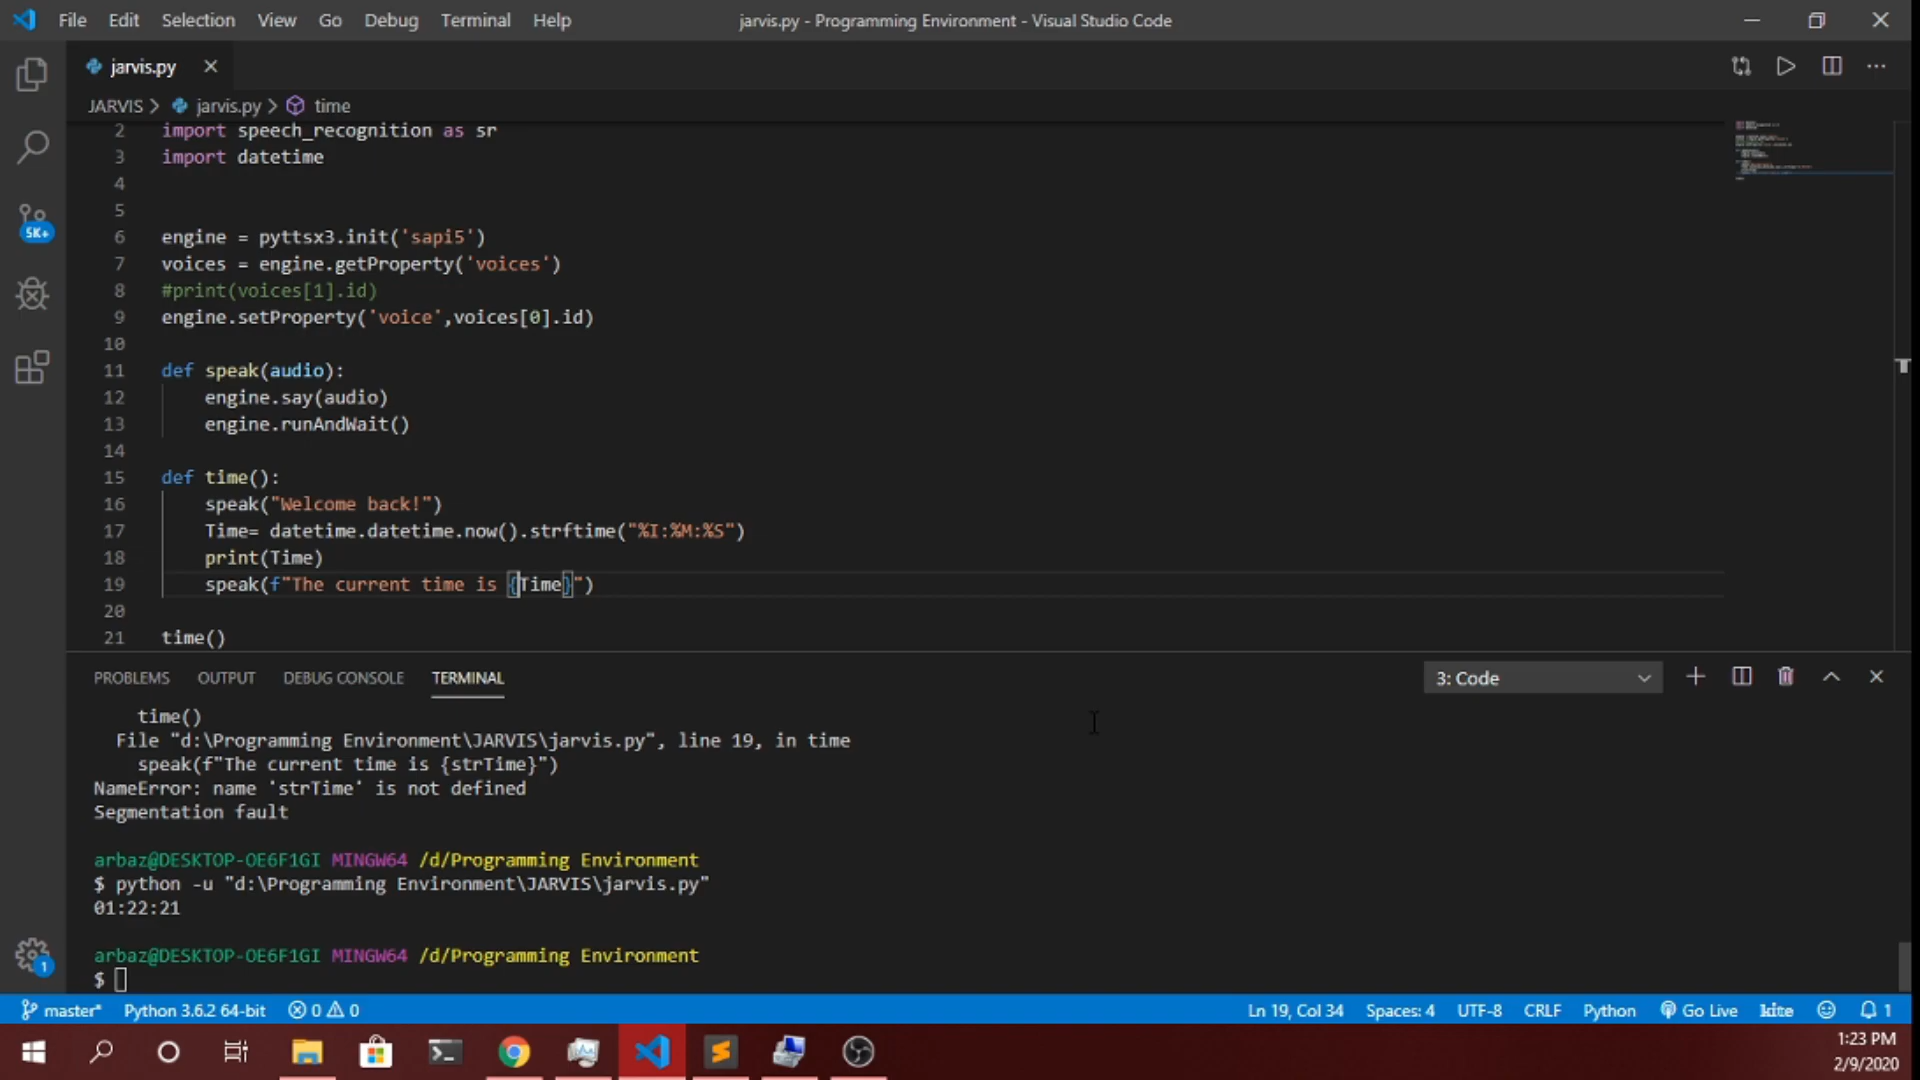 File Edit Selection View Go Debug Terminal Help
jarvis.py - Programming Environment - Visual Studio Code
jarvis.py
JARVIS > jarvis.py > time
2 import speech_recognition as sr
3 import datetime
4
5
6 engine = pyttsx3.init('sapi5')
7 voices = engine.getProperty('voices')
8 #print(voices[1].id)
9 engine.setProperty('voice',voices[0].id)
10
11 def speak(audio):
12 engine.say(audio)
13 engine.runAndWait()
14
15 def time():
16 speak("Welcome back!")
17 Time= datetime.datetime.now().strftime("%I:%M:%S")
18 print(Time)
19 speak(f"The current time is {Time}")
20
21 time()
5K+
PROBLEMS OUTPUT DEBUG CONSOLE TERMINAL
3: Code
time()
File "d:\Programming Environment\JARVIS\jarvis.py", line 19, in time
speak(f"The current time is {strTime}")
NameError: name 'strTime' is not defined
Segmentation fault
arbaz@DESKTOP-OE6F1GI MINGW64 /d/Programming Environment
$ python -u "d:\Programming Environment\JARVIS\jarvis.py"
01:22:21
arbaz@DESKTOP-OE6F1GI MINGW64 /d/Programming Environment
$
1
master* Python 3.6.2 64-bit 0 0
Ln 19, Col 34 Spaces: 4 UTF-8 CRLF Python Go Live kite 1
1:23 PM
2/9/2020